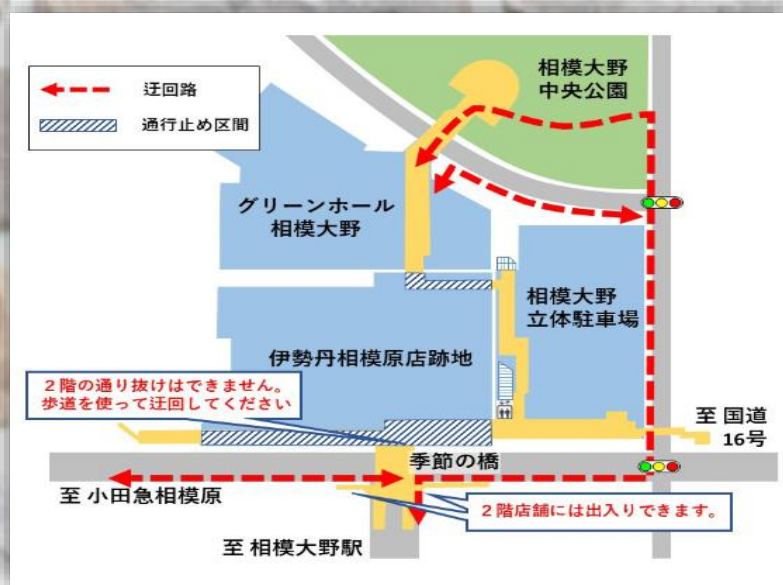 迂回路
通行止め区間
相模大野
中央公園
グリーンホール
相模大野
相模大野
立体駐車場
伊勢丹相模原店跡地
２階の通り抜けはできません。
歩道を使って迂回してください
至 国道
16号
季節の橋
至 小田急相模原
２階店舗には出入りできます。
至 相模大野駅